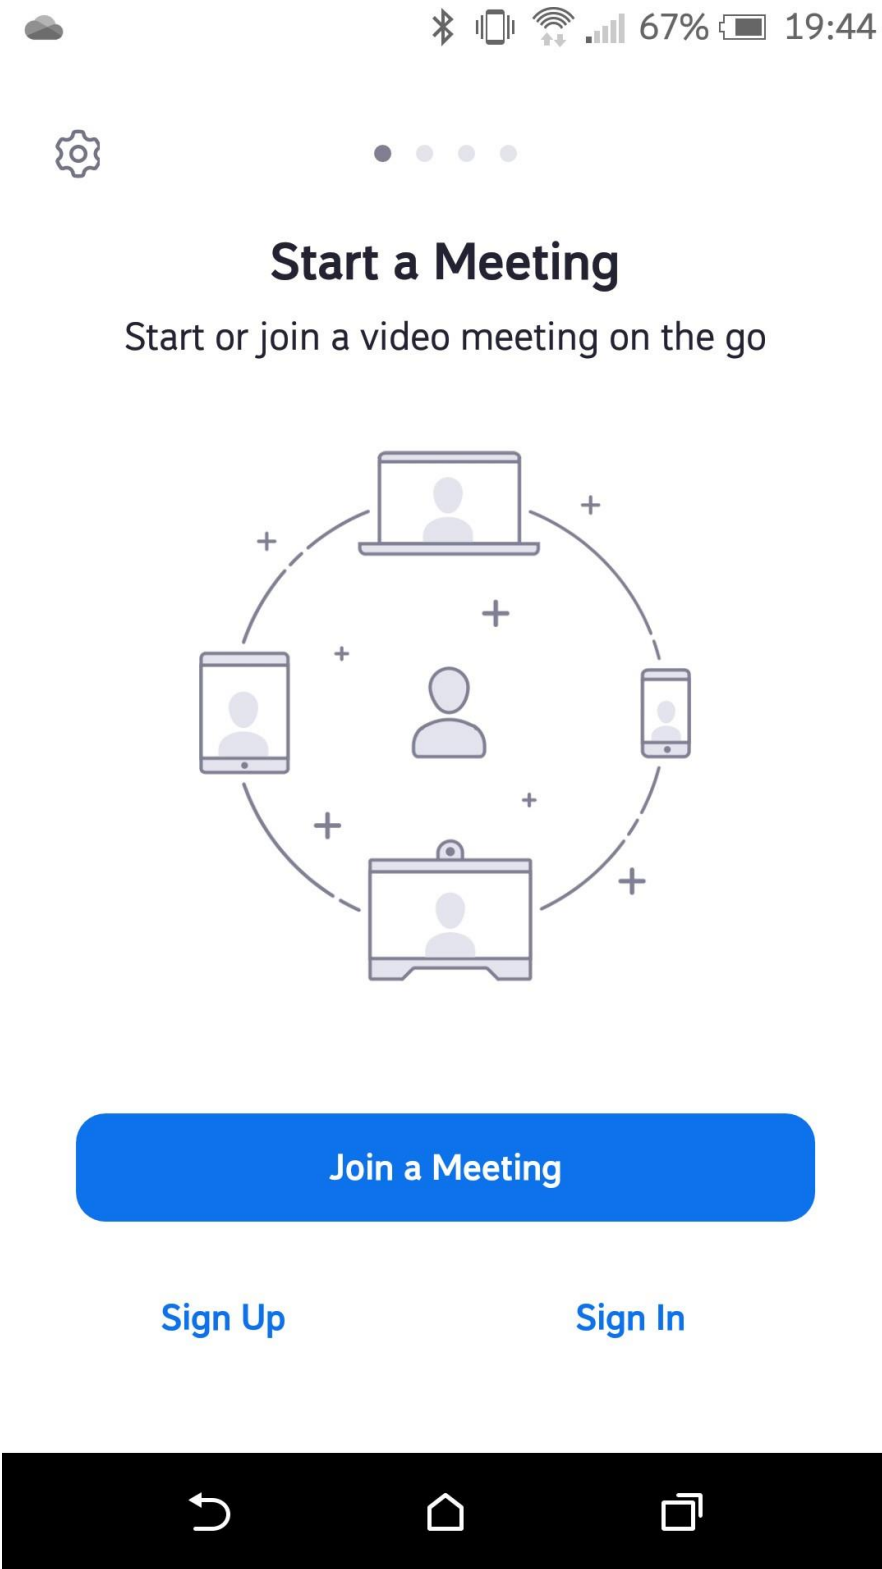 67% 19:44
Start a Meeting
Start or join a video meeting on the go
Join a Meeting
Sign Up Sign In